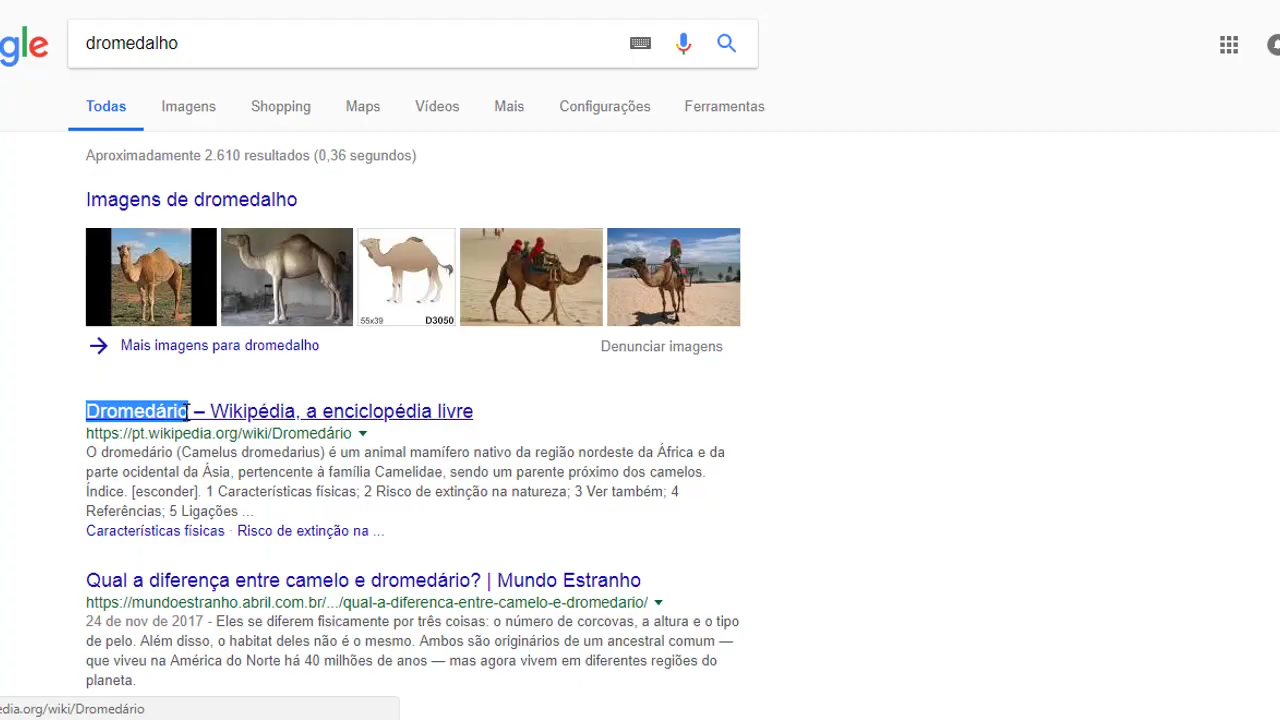 gle
dromedalho
Todas Imagens Shopping Maps Vídeos Mais Configurações Ferramentas
Aproximadamente 2.610 resultados (0,36 segundos)
Imagens de dromedalho
55x39 D3050
Mais imagens para dromedalho Denunciar imagens
Dromedário – Wikipédia, a enciclopédia livre
https://pt.wikipedia.org/wiki/Dromedário
O dromedário (Camelus dromedarius) é um animal mamífero nativo da região nordeste da África e da
parte ocidental da Ásia, pertencente à família Camelidae, sendo um parente próximo dos camelos.
Índice. [esconder]. 1 Características físicas; 2 Risco de extinção na natureza; 3 Ver também; 4
Referências; 5 Ligações ...
Características físicas · Risco de extinção na ...
Qual a diferença entre camelo e dromedário? | Mundo Estranho
https://mundoestranho.abril.com.br/.../qual-a-diferenca-entre-camelo-e-dromedario/
24 de nov de 2017 - Eles se diferem fisicamente por três coisas: o número de corcovas, a altura e o tipo
de pelo. Além disso, o habitat deles não é o mesmo. Ambos são originários de um ancestral comum —
que viveu na América do Norte há 40 milhões de anos — mas agora vivem em diferentes regiões do
planeta.
edia.org/wiki/Dromedário